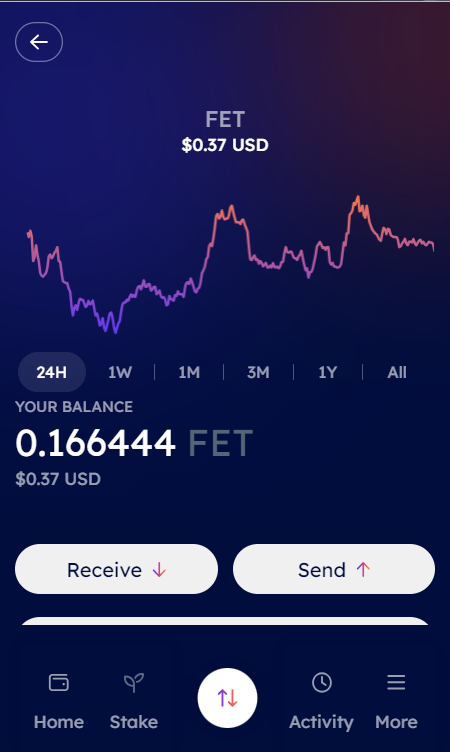 FET
$0.37 USD
24H 1W 1M 3M 1Y All
YOUR BALANCE
0.166444 FET
$0.37 USD
Receive Send
Home Stake Activity More